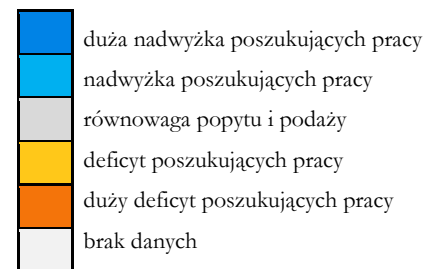 duża nadwyżka poszukujących pracy
nadwyżka poszukujących pracy
równowaga popytu i podaży
deficyt poszukujących pracy
duży deficyt poszukujących pracy
brak danych